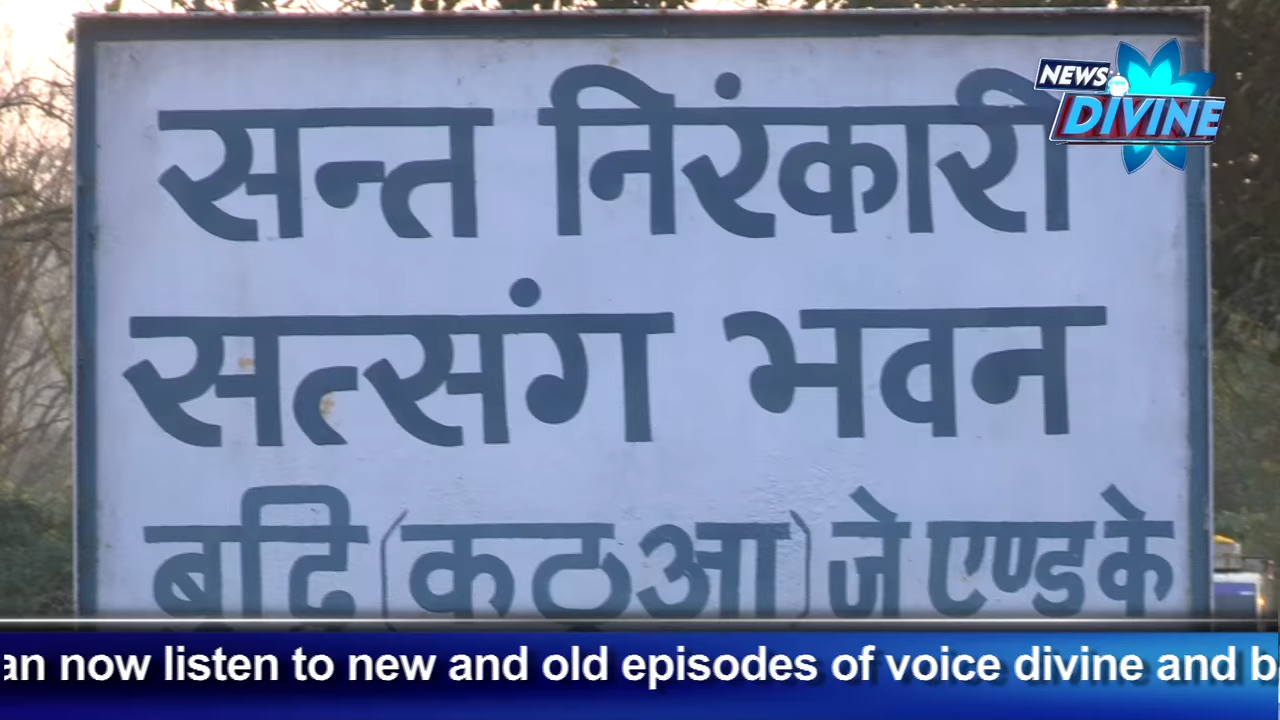 NEWS
DIVINE
सन्त निरंकारी
सत्संग भवन
बुढि (कठुआ) जे एण्ड के
an now listen to new and old episodes of voice divine and b